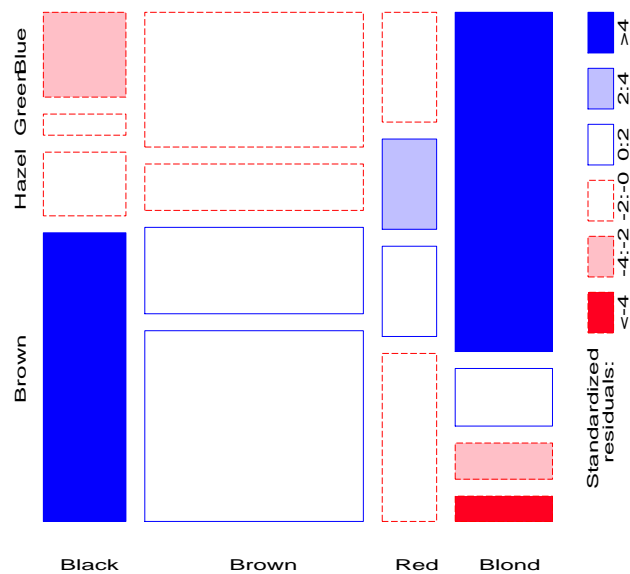 Blue
Green
Hazel
Brown
Black
Brown
Red
Blond
Standardized
residuals:
<-4
-4:-2
-2:-0
0:2
2:4
>4